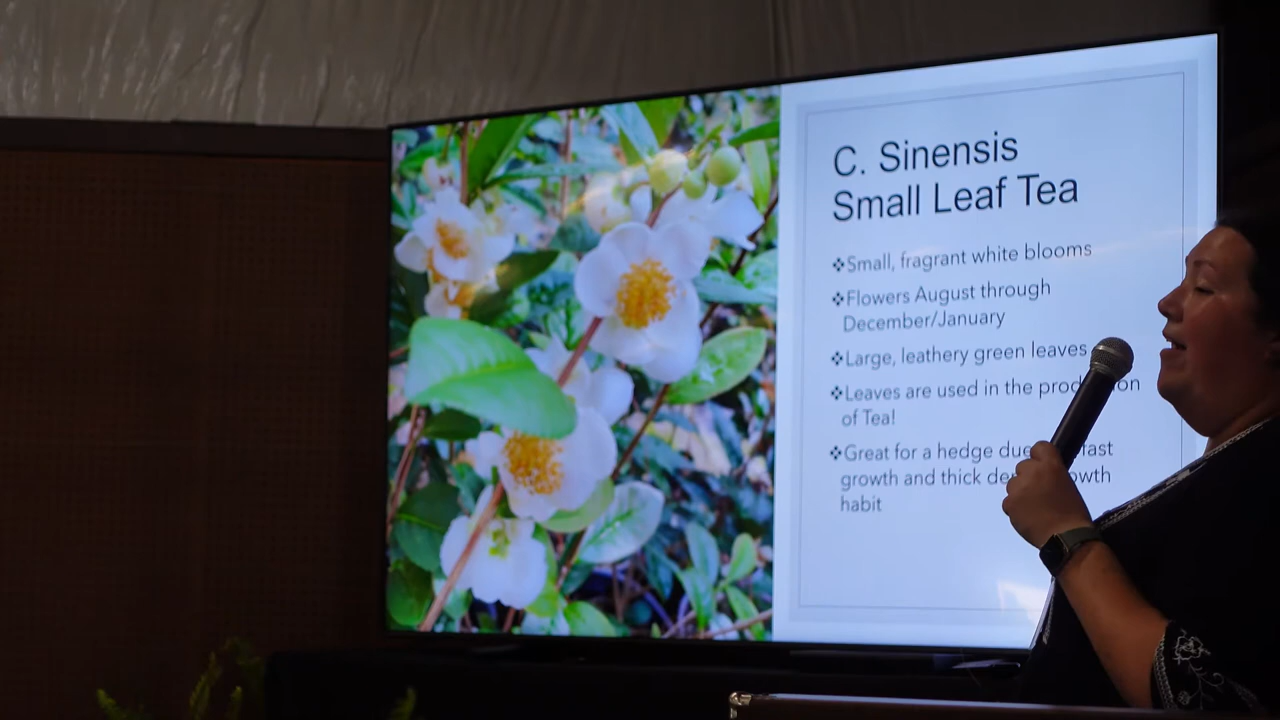 C. Sinensis
Small Leaf Tea
❖Small, fragrant white blooms
❖Flowers August through
December/January
❖Large, leathery green leaves
❖Leaves are used in the
of Tea!
❖Great for a hedge fast
growth and thick
habit